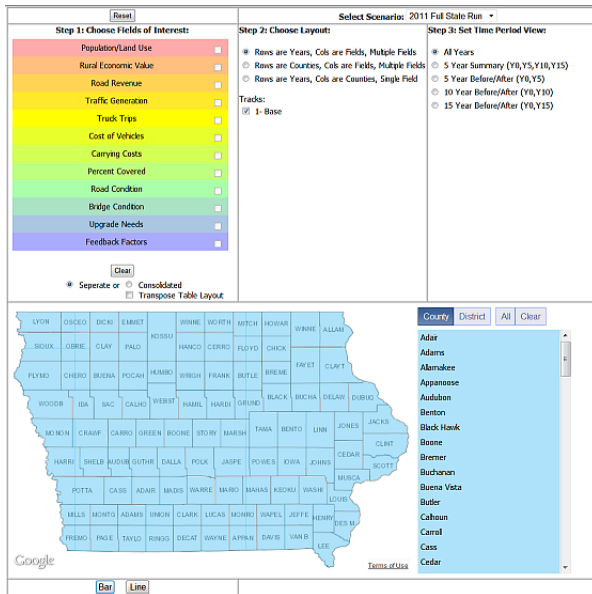 Reset
Select Scenario: 2011 Full State Run
Step 1: Choose Fields of Interest:
Population/Land Use
Rural Economic Value
Road Revenue
Traffic Generation
Truck Trips
Cost of Vehicles
Carrying Costs
Percent Covered
Road Condtion
Bridge Condition
Upgrade Needs
Feedback Factors
Clear
Seperate or Consolidated
Transpose Table Layout
Step 2: Choose Layout:
Rows are Years, Cols are Fields, Multiple Fields
Rows are Counties, Cols are Fields, Multiple Fields
Rows are Years, Cols are Counties, Single Field
Tracks:
1- Base
Step 3: Set Time Period View:
All Years
5 Year Summary (Y0,Y5,Y10,Y15)
5 Year Before/After (Y0,Y5)
10 Year Before/After (Y0,Y10)
15 Year Before/After (Y0,Y15)
LYON OSCEO DICKI EMMET WINNE WORTH MITCH HOWAR WINNE ALLAM
KOSSU
SIOUX OBRIE CLAY PALO HANCO CERRO FLOYD CHICK
FAYET CLAYT
PLYMO CHERO BUENA POCAH HUMBO WRIGH FRANK BUTLE BREME
WOODB IDA SAC CALHO WEBST HAMIL HARDI GRUND BLACK BUCHA DELAW DUBUQ
MONON CRAWF CARRO GREEN BOONE STORY MARSH TAMA BENTO LINN JONES JACKS
CLINT
CEDAR
HARRI SHELB AUDUB GUTHR DALLA POLK JASPE POWES IOWA JOHNS SCOTT
MUSCA
POTTA CASS ADAIR MADIS WARRE MARIO MAHAS KEOKU WASHI
LOUIS
MILLS MONTG ADAMS UNION CLARK LUCAS MONRO WAPEL JEFFE HENRY DES M
FREMO PAGE TAYLO RINGG DECAT WAYNE APPAN DAVIS VAN B LEE
Google
Terms of Use
County District All Clear
Adair
Adams
Alamakee
Appanoose
Audubon
Benton
Black Hawk
Boone
Bremer
Buchanan
Buena Vista
Butler
Calhoun
Carroll
Cass
Cedar
Bar Line